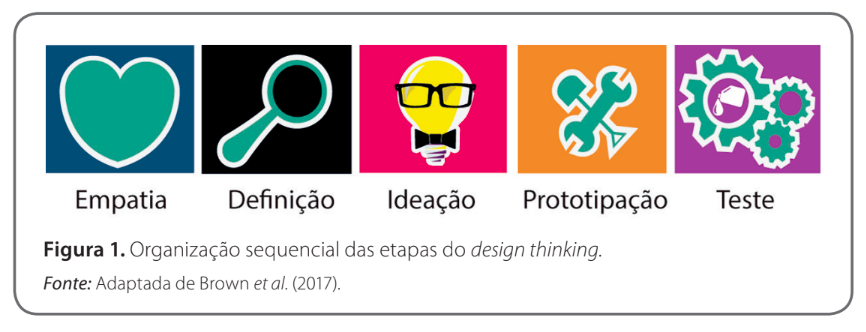 Empatia Definição Ideação Prototipação Teste
Figura 1. Organização sequencial das etapas do design thinking.
Fonte: Adaptada de Brown et al. (2017).